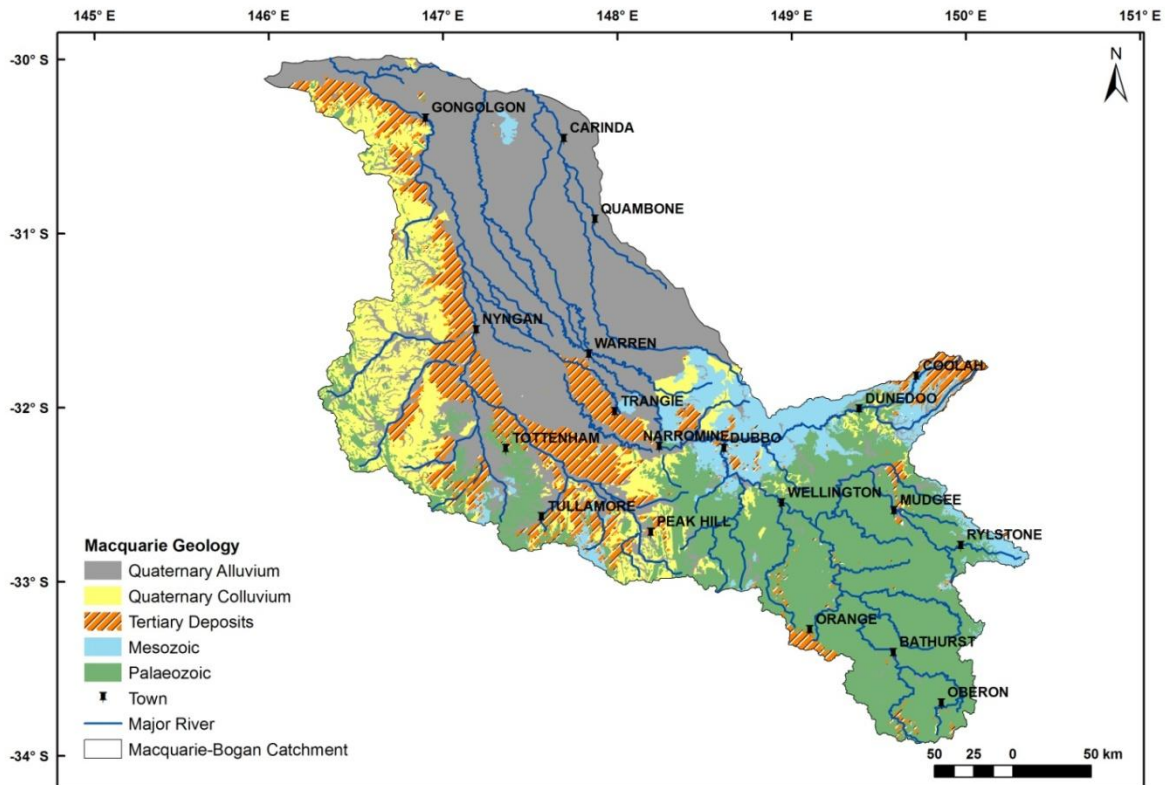 145° E 146° E 147° E 148° E 149° E 150° E 151° E
-30° S
N
GONGOLGON
CARINDA
QUAMBONE
-31° S
NYNGAN
WARREN
COOLAH
-32° S
TRANGIE
DUNEDOO
TOTTENHAM
NARROMINE
DUBBO
WELLINGTON
MUDGEE
TULLAMORE
PEAK HILL
RYLSTONE
-33° S
ORANGE
BATHURST
OBERON
-34° S
Macquarie Geology
Quaternary Alluvium
Quaternary Colluvium
Tertiary Deposits
Mesozoic
Palaeozoic
Town
Major River
Macquarie-Bogan Catchment
50 25 0 50 km